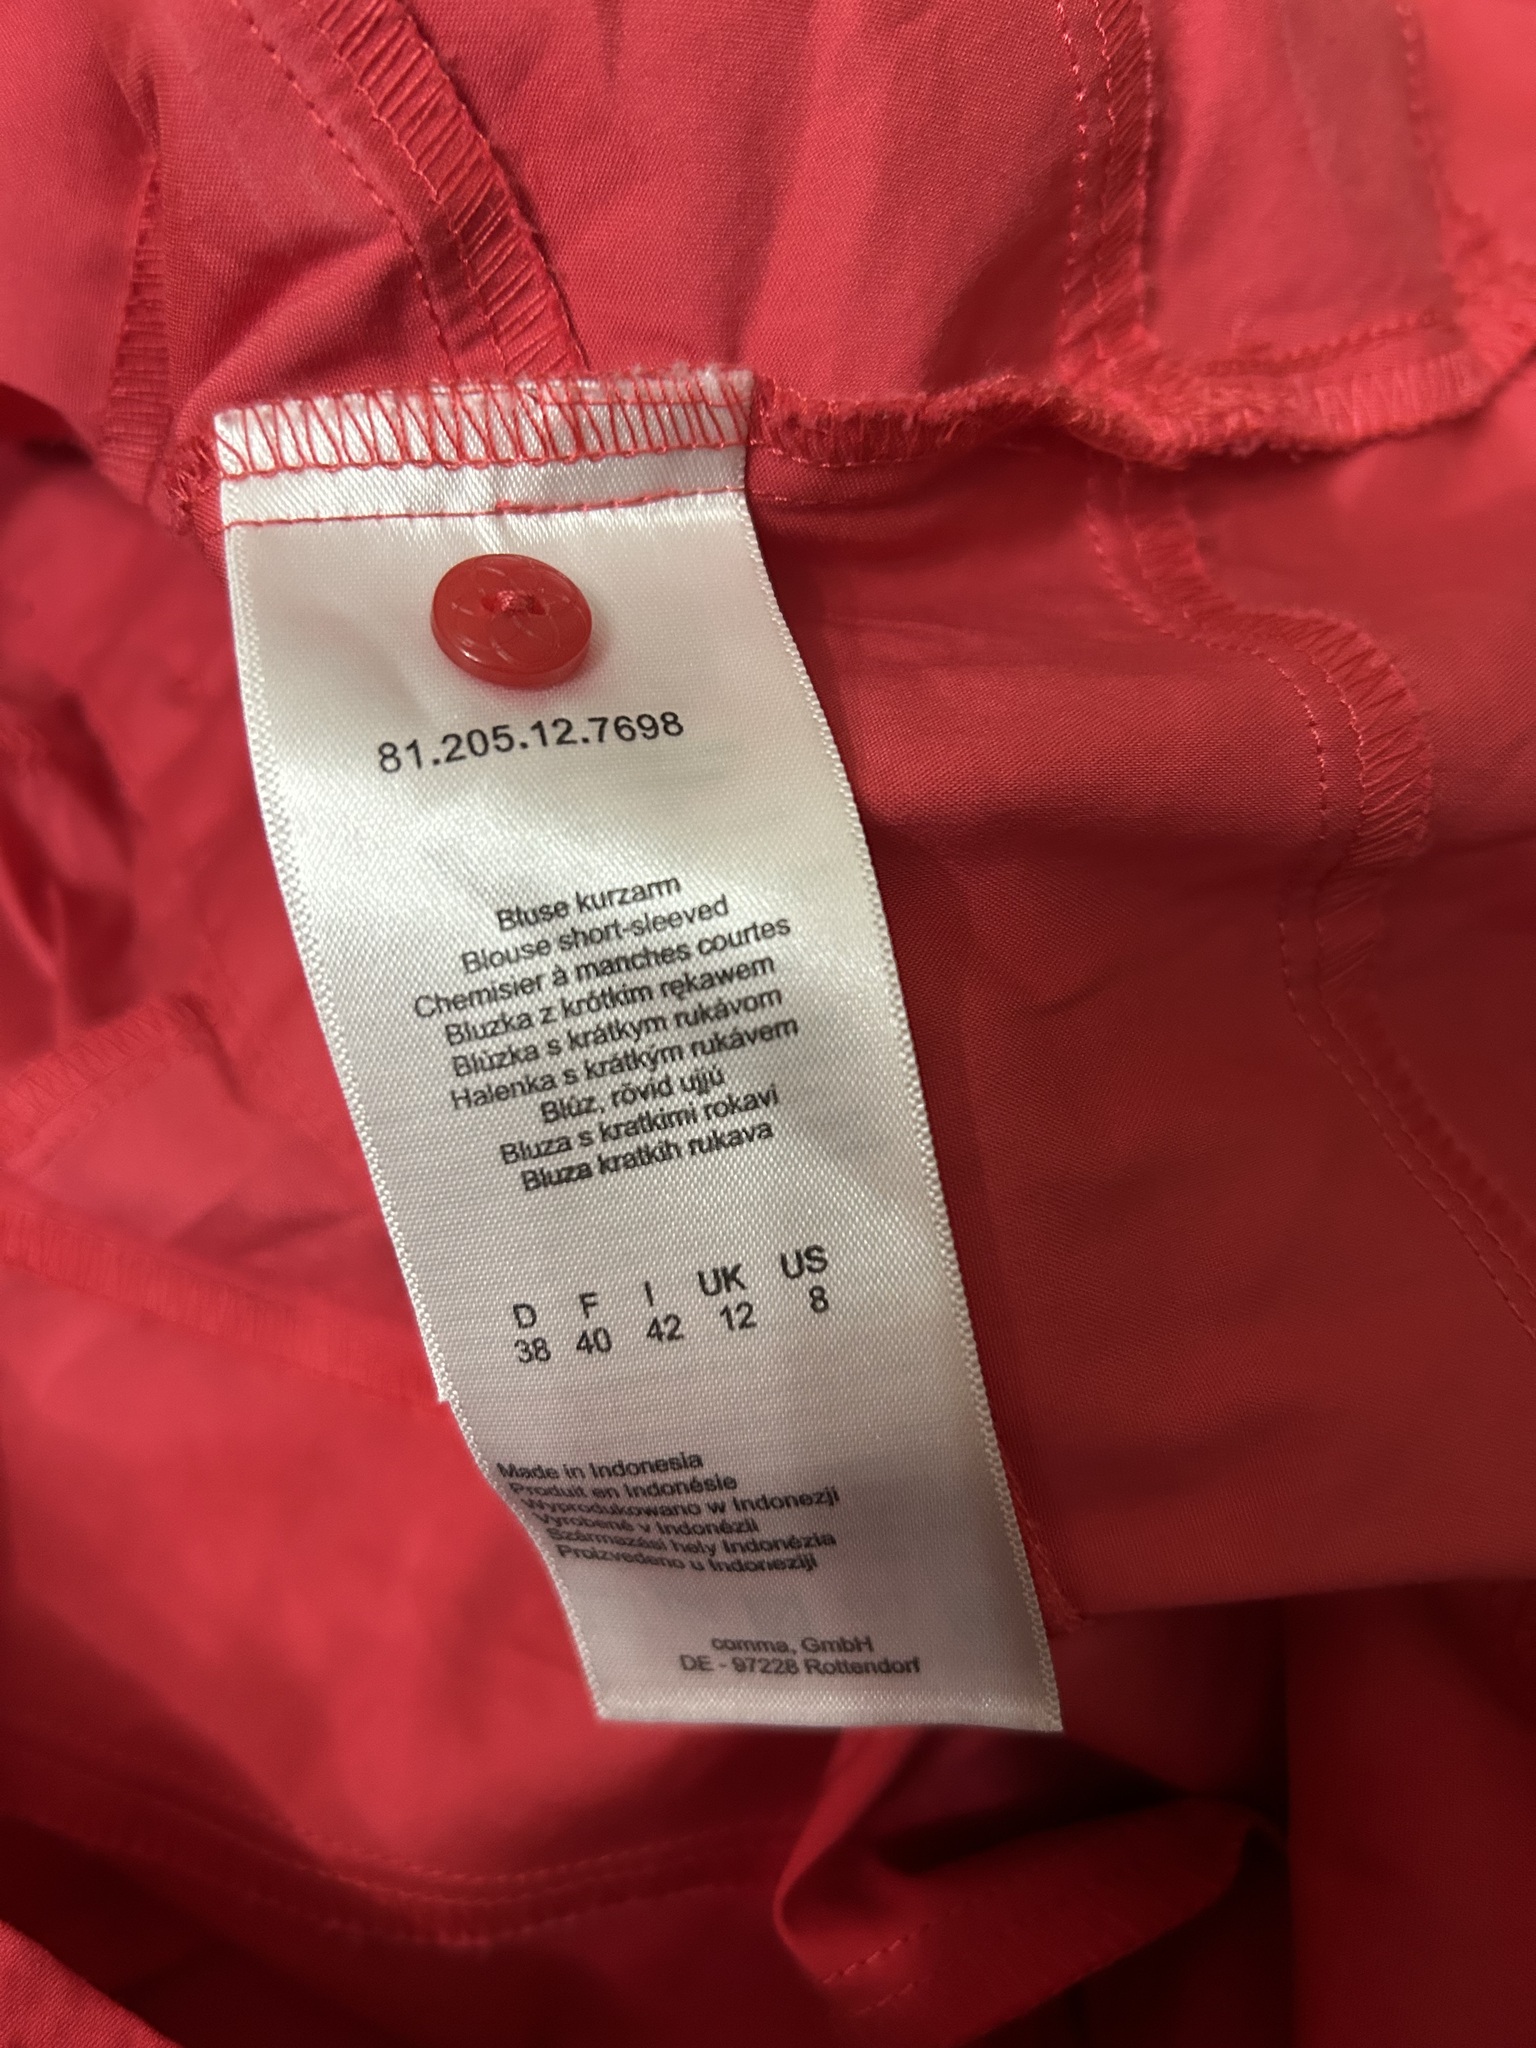 81.205.12.7698
Bluse kurzarm
Blouse short-sleeved
Chemisier à manches courtes
Bluzka z krótkim rękawem
Blůzka s krátkym rukávom
Halenka s krátkým rukávem
Blúz, rövid ujjú
Bluza s kratkimi rokavi
Bluza kratkih rukava
D F I UK US
38 40 42 12 8
Made in Indonesia
Produit en Indonésie
Wyprodukowano w Indonezji
Vyrobené v Indonézii
Származási hely Indonézia
Proizvedeno u Indoneziji
comma, GmbH
DE - 97228 Rottendorf